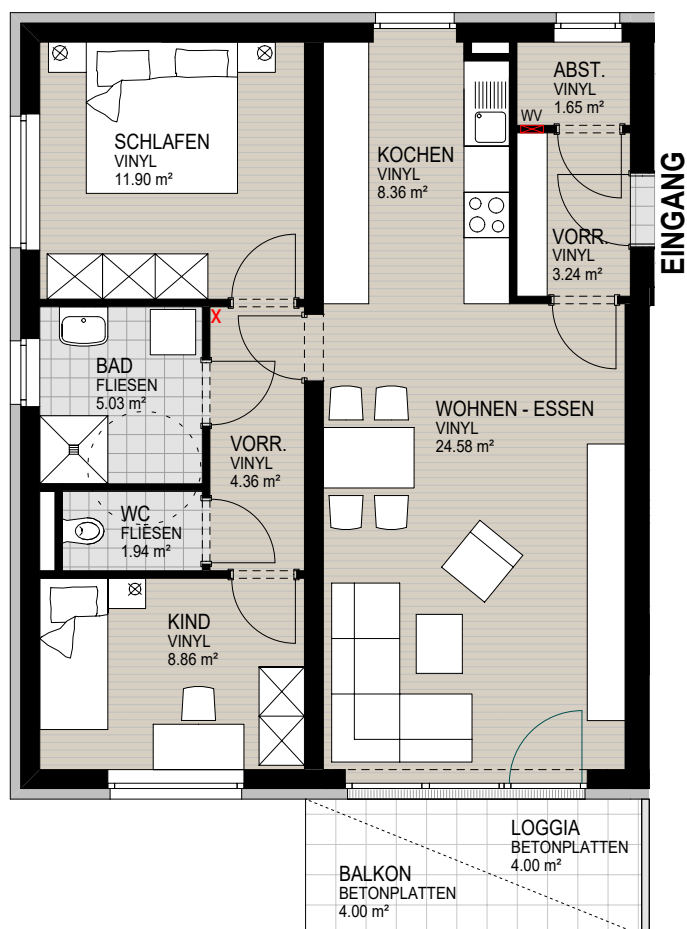 SCHLAFEN
VINYL
11.90 m²
KOCHEN
VINYL
8.36 m²
ABST.
VINYL
1.65 m²
WV
VORR.
VINYL
3.24 m²
EINGANG
X
BAD
FLIESEN
5.03 m²
VORR.
VINYL
4.36 m²
WOHNEN - ESSEN
VINYL
24.58 m²
WC
FLIESEN
1.94 m²
KIND
VINYL
8.86 m²
LOGGIA
BETONPLATTEN
4.00 m²
BALKON
BETONPLATTEN
4.00 m²